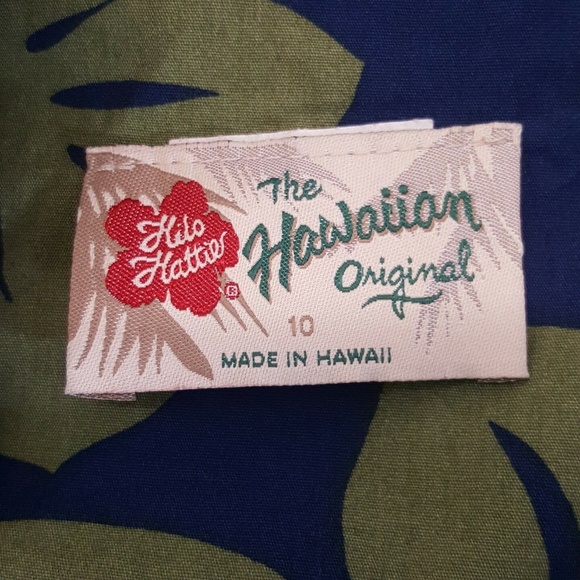 Hilo
Hattie
®
The
Hawaiian
Original
10
MADE IN HAWAII